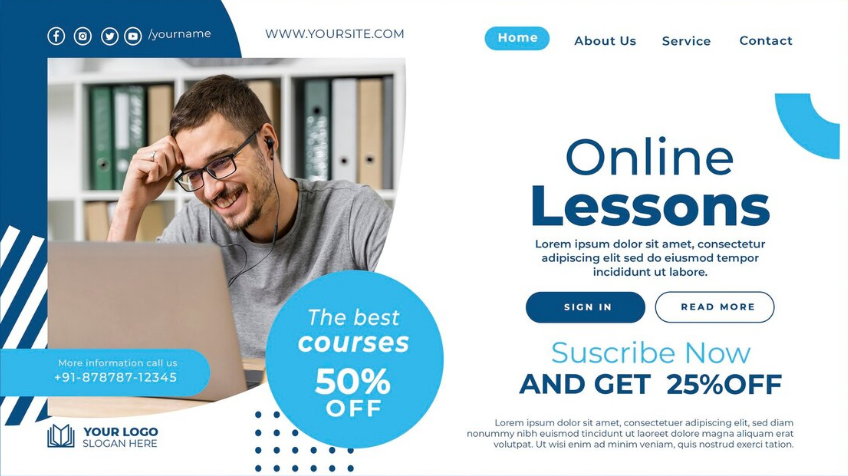 /yourname
WWW.YOURSITE.COM
Home
About Us
Service
Contact
Online
Lessons
Lorem ipsum dolor sit amet, consectetur
adipiscing elit sed do eiusmod tempor
incididunt ut labore.
SIGN IN
READ MORE
The best
courses
50%
OFF
Suscribe Now
AND GET 25%OFF
More information call us
+91-878787-12345
YOUR LOGO
SLOGAN HERE
Lorem ipsum dolor sit amet, consectetuer adipiscing elit, sed diam
nonummy nibh euismod tincidunt ut laoreet dolore magna aliquam erat
volutpat. Ut wisi enim ad minim veniam, quis nostrud exerci tation.